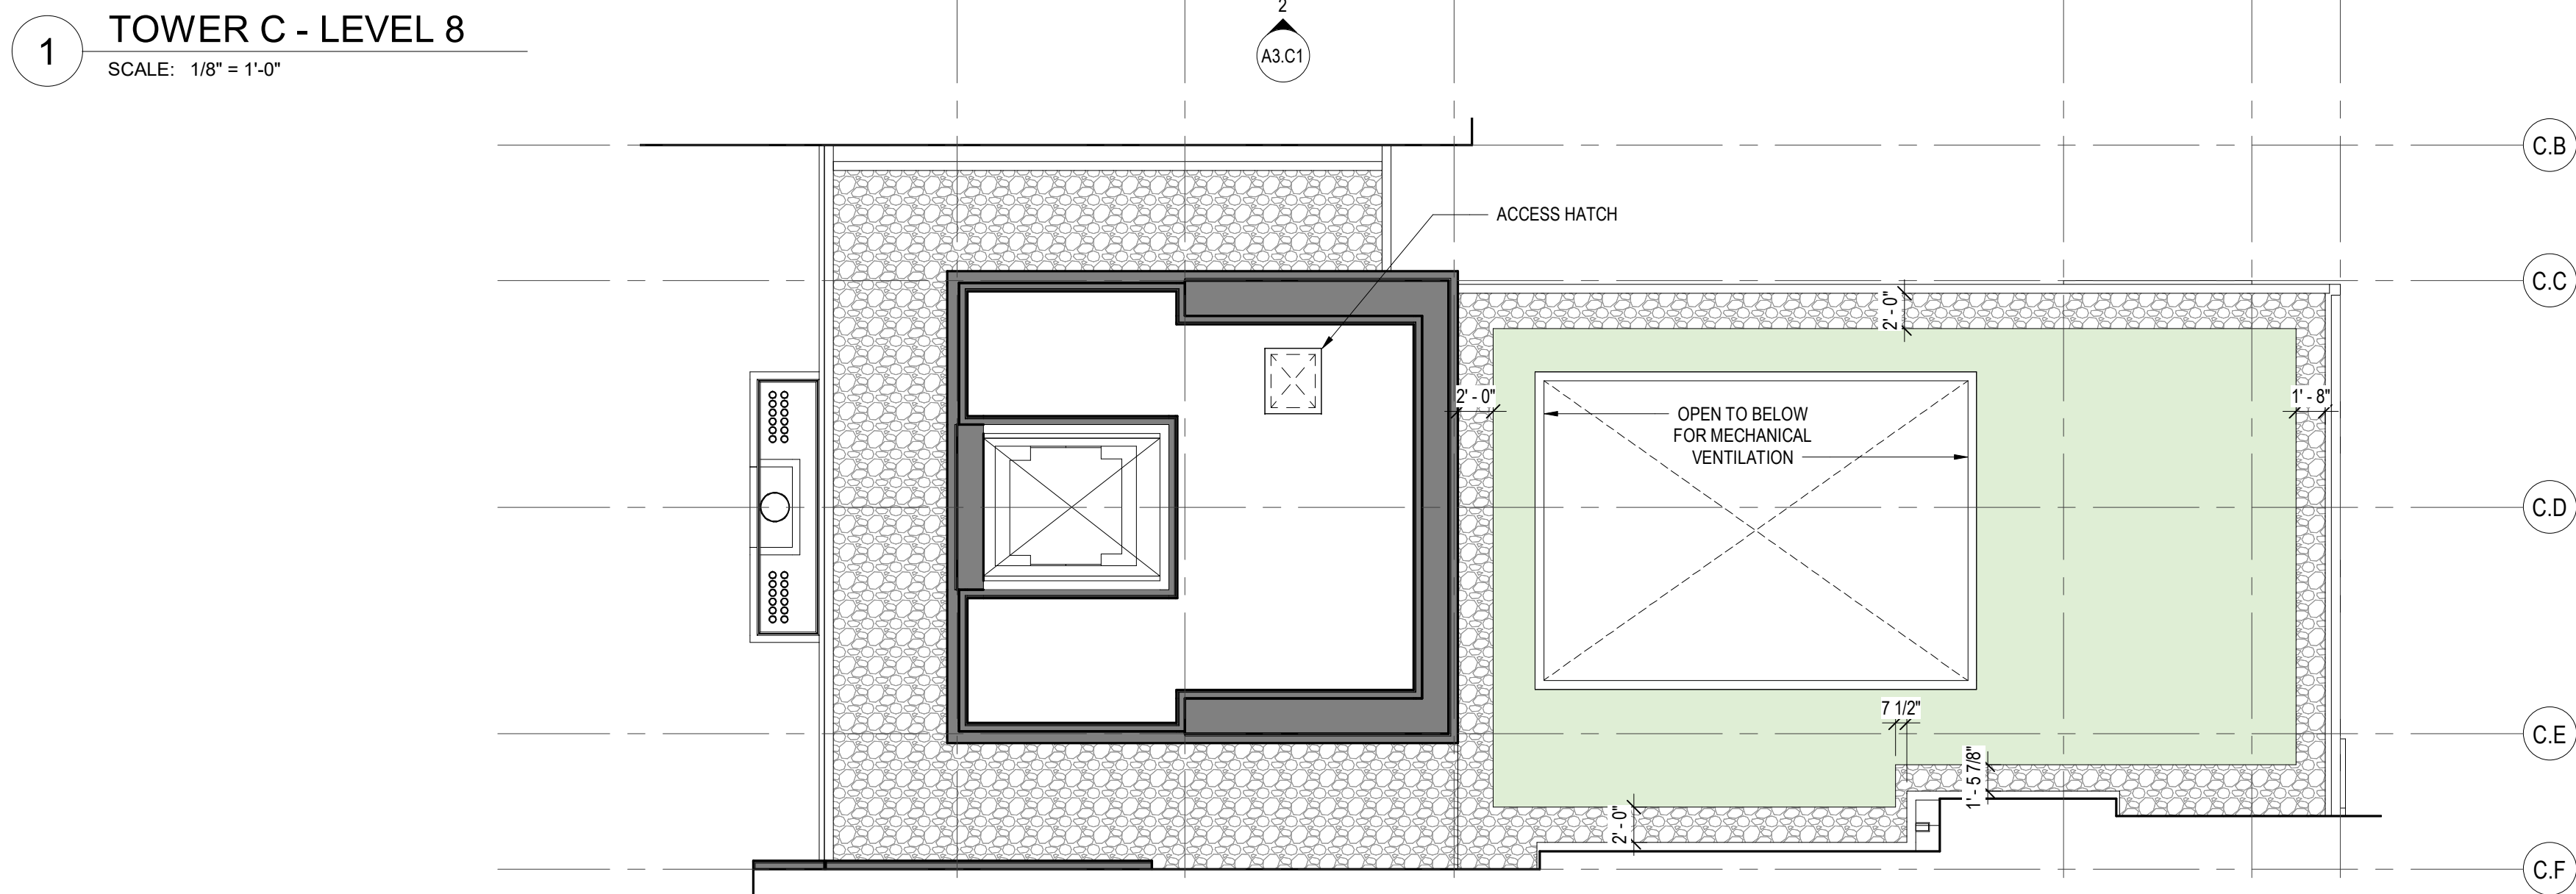 1
TOWER C - LEVEL 8
SCALE: 1/8" = 1'-0"
2
A3.C1
C.B
ACCESS HATCH
C.C
2' - 0"
2' - 0"
1' - 8"
OPEN TO BELOW
FOR MECHANICAL
VENTILATION
C.D
7 1/2"
C.E
1' - 5 7/8"
2' - 0"
C.F